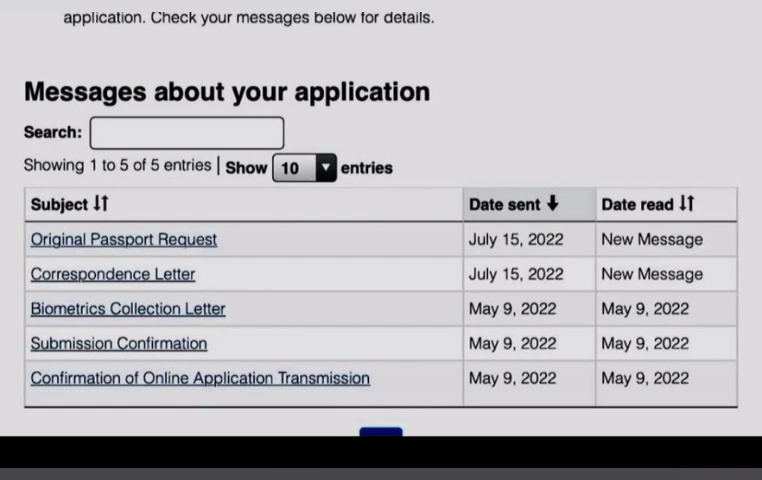 application. Check your messages below for details.
Messages about your application
Search:
Showing 1 to 5 of 5 entries | Show 10 entries
Subject Date sent Date read
Original Passport Request July 15, 2022 New Message
Correspondence Letter July 15, 2022 New Message
Biometrics Collection Letter May 9, 2022 May 9, 2022
Submission Confirmation May 9, 2022 May 9, 2022
Confirmation of Online Application Transmission May 9, 2022 May 9, 2022